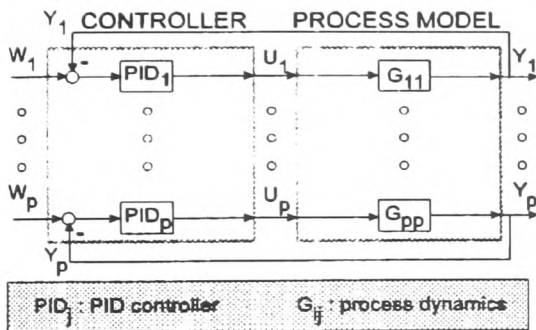 Y1 CONTROLLER PROCESS MODEL
W1 - PID1 U1 G11 Y1
Wp - PIDp Up Gpp Yp
Yp
PIDj : PID controller Gij : process dynamics